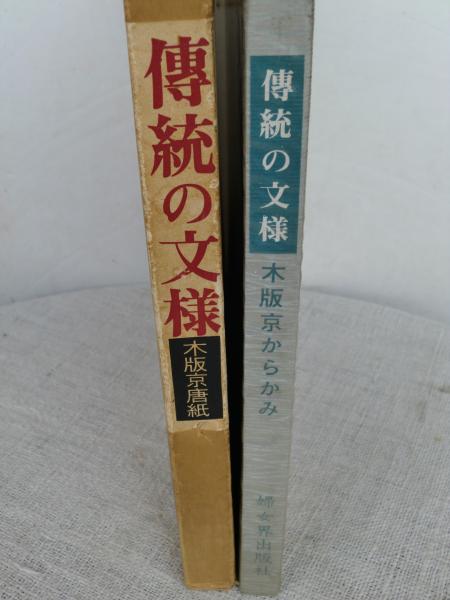 傳統の文様
木版京唐紙
傳統の文様
木版京からかみ
婦女界出版社